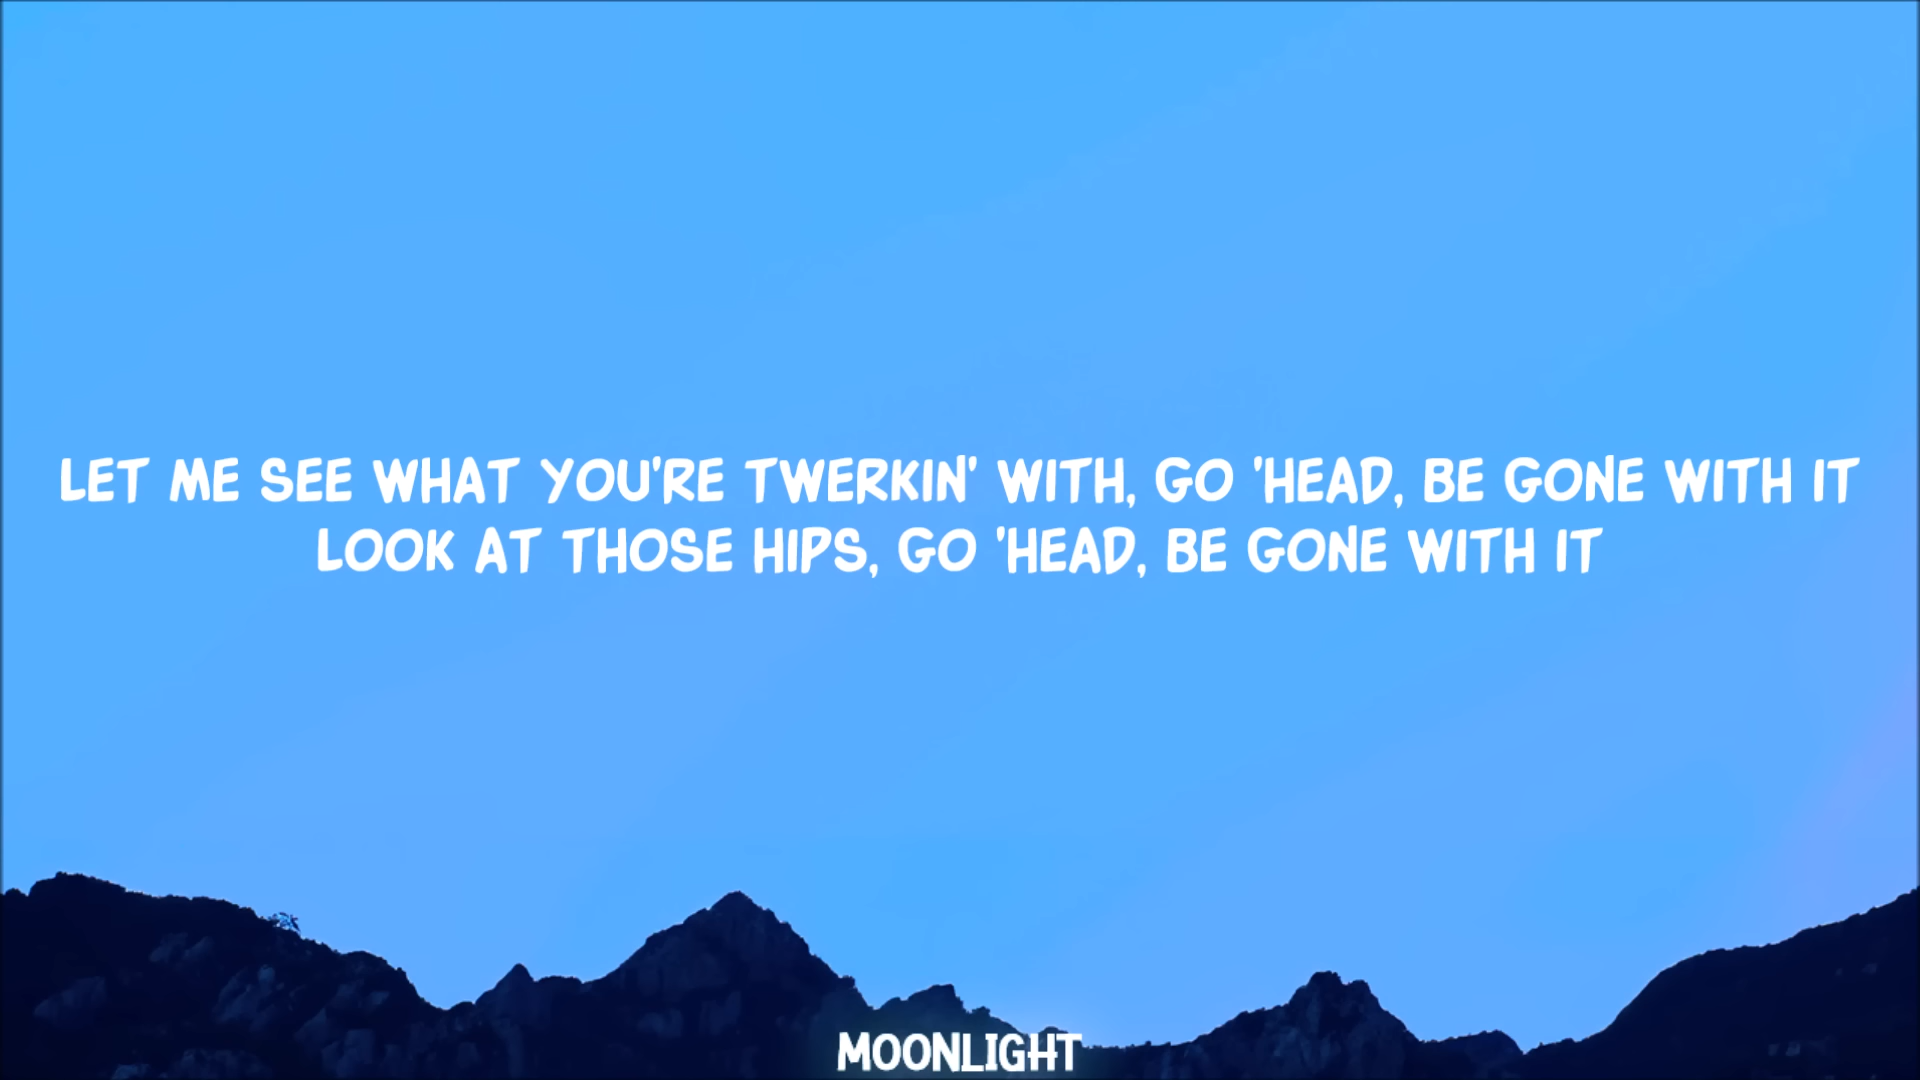 LET ME SEE WHAT YOU'RE TWERKIN' WITH, GO 'HEAD, BE GONE WITH IT
LOOK AT THOSE HIPS, GO 'HEAD, BE GONE WITH IT
MOONLIGHT